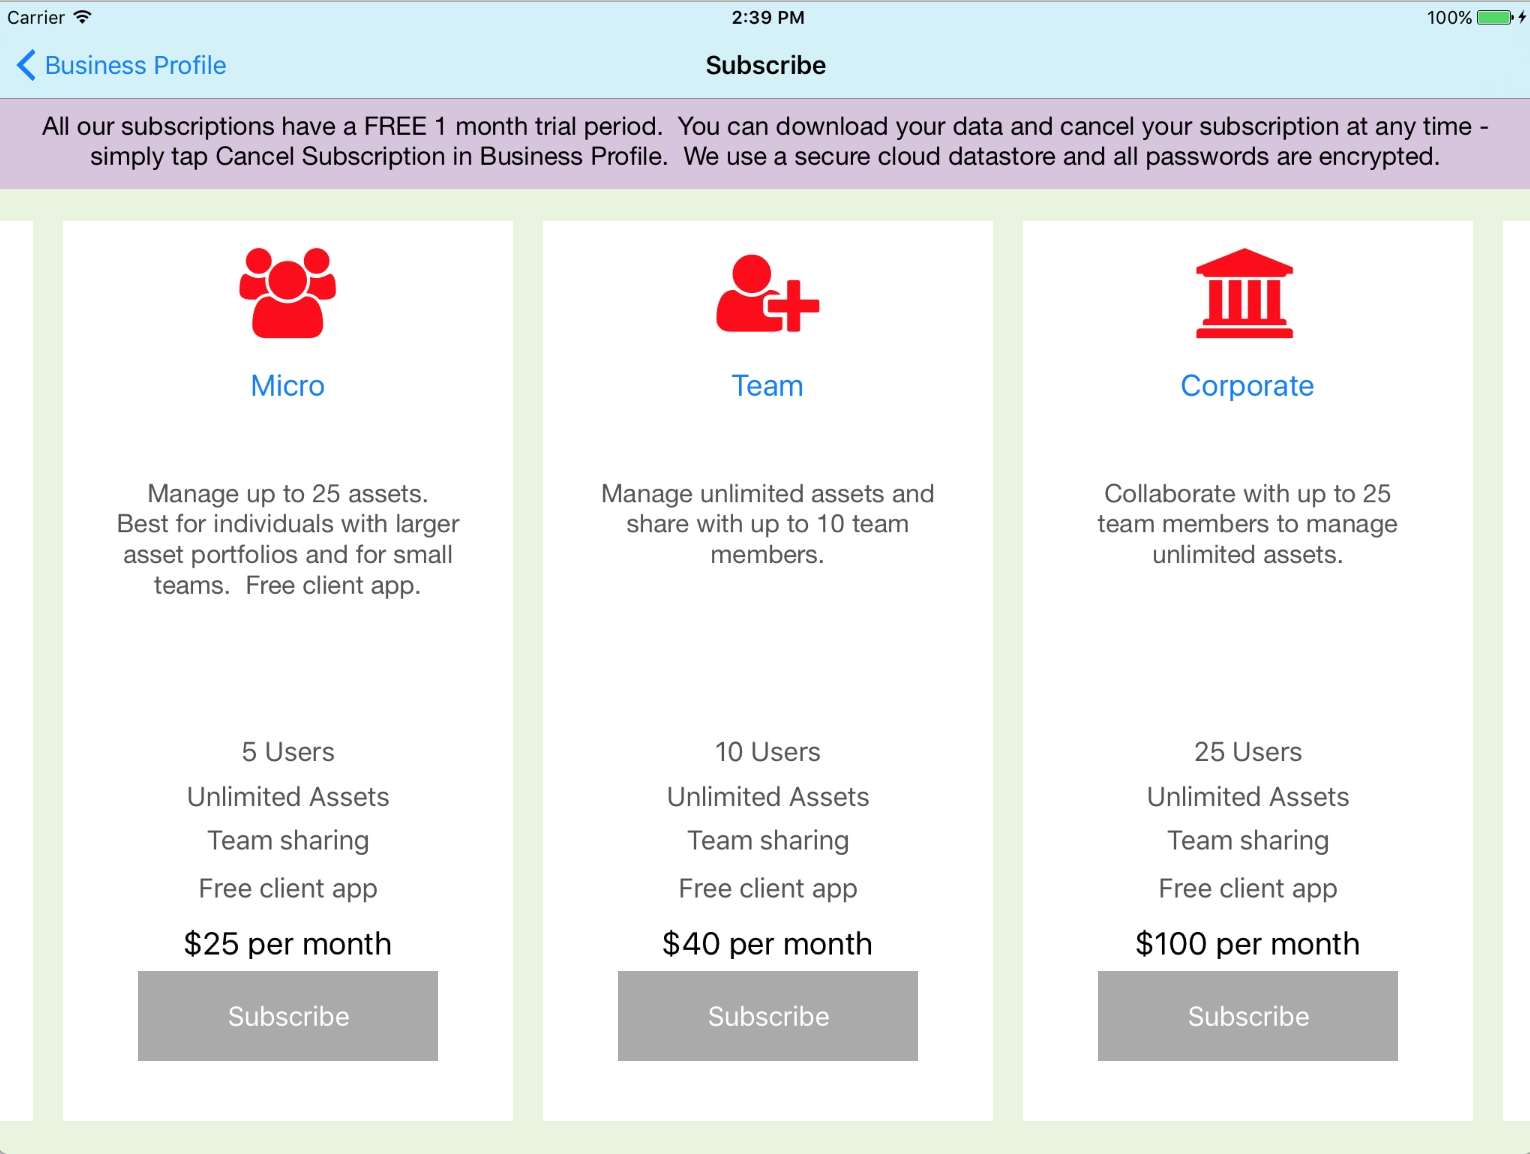 Carrier
2:39 PM
100%
Business Profile
Subscribe
All our subscriptions have a FREE 1 month trial period.  You can download your data and cancel your subscription at any time -
simply tap Cancel Subscription in Business Profile.  We use a secure cloud datastore and all passwords are encrypted.
Micro
Manage up to 25 assets.
Best for individuals with larger
asset portfolios and for small
teams.  Free client app.
5 Users
Unlimited Assets
Team sharing
Free client app
$25 per month
Subscribe
Team
Manage unlimited assets and
share with up to 10 team
members.
10 Users
Unlimited Assets
Team sharing
Free client app
$40 per month
Subscribe
Corporate
Collaborate with up to 25
team members to manage
unlimited assets.
25 Users
Unlimited Assets
Team sharing
Free client app
$100 per month
Subscribe